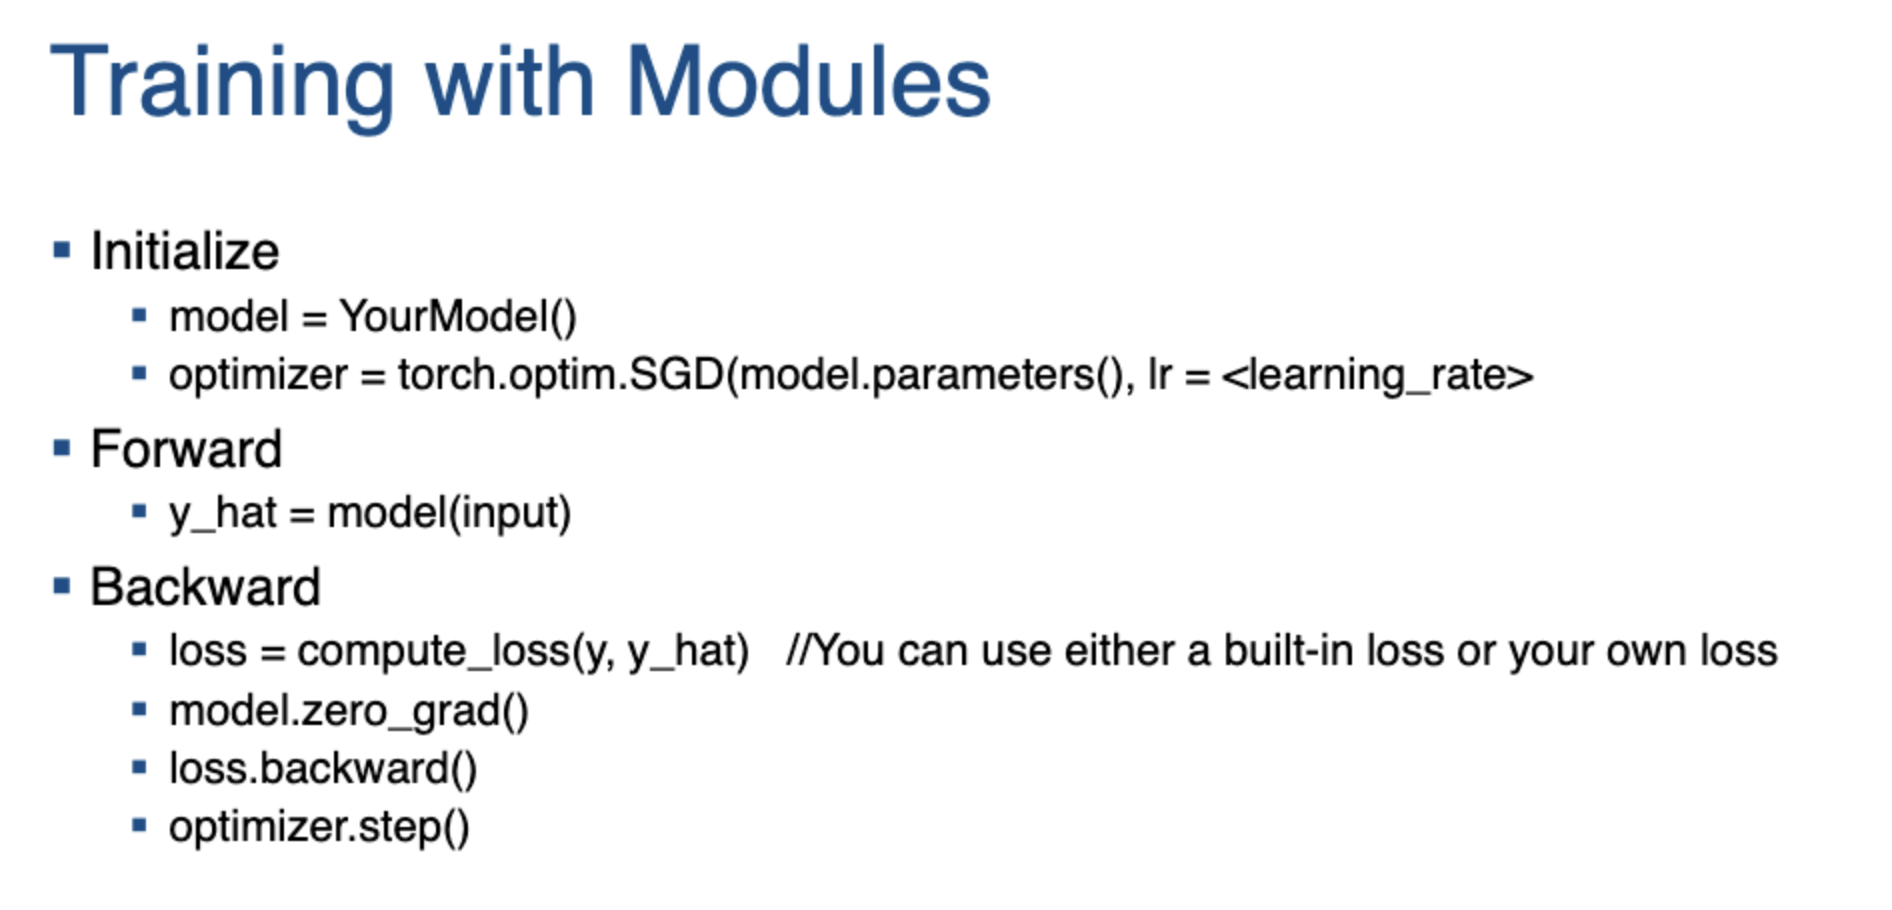 Training with Modules
Initialize
model = YourModel()
optimizer = torch.optim.SGD(model.parameters(), lr = <learning_rate>
Forward
y_hat = model(input)
Backward
loss = compute_loss(y, y_hat) //You can use either a built-in loss or your own loss
model.zero_grad()
loss.backward()
optimizer.step()